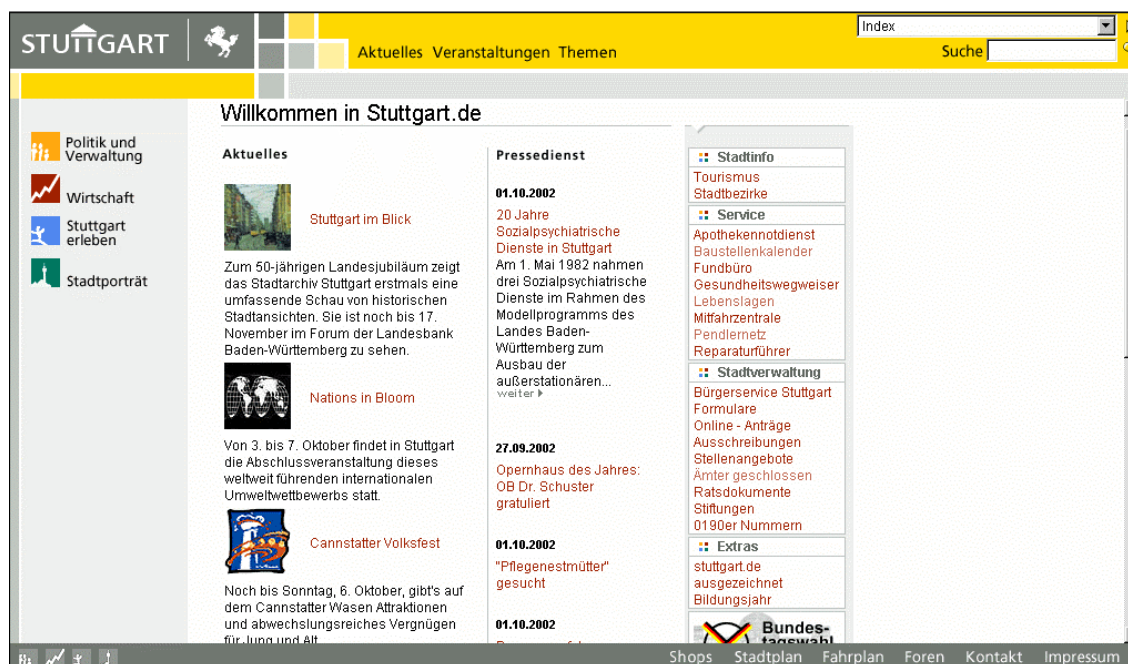 STUTTGART
Index
Aktuelles Veranstaltungen Themen
Suche
Willkommen in Stuttgart.de
Politik und
Verwaltung
Wirtschaft
Stuttgart
erleben
Stadtporträt
Aktuelles
Stuttgart im Blick
Zum 50-jährigen Landesjubiläum zeigt
das Stadtarchiv Stuttgart erstmals eine
umfassende Schau von historischen
Stadtansichten. Sie ist noch bis 17.
November im Forum der Landesbank
Baden-Württemberg zu sehen.
Nations in Bloom
Von 3. bis 7. Oktober findet in Stuttgart
die Abschlussveranstaltung dieses
weltweit führenden internationalen
Umweltwettbewerbs statt.
Cannstatter Volksfest
Noch bis Sonntag, 6. Oktober, gibt's auf
dem Cannstatter Wasen Attraktionen
und abwechslungsreiches Vergnügen
für Jung und Alt
Pressedienst
01.10.2002
20 Jahre
Sozialpsychiatrische
Dienste in Stuttgart
Am 1. Mai 1982 nahmen
drei Sozialpsychiatrische
Dienste im Rahmen des
Modellprogramms des
Landes Baden-
Württemberg zum
Ausbau der
außerstationären...
weiter
27.09.2002
Opernhaus des Jahres:
OB Dr. Schuster
gratuliert
01.10.2002
"Pflegenestmütter"
gesucht
01.10.2002
Stadtinfo
Tourismus
Stadtbezirke
Service
Apothekennotdienst
Baustellenkalender
Fundbüro
Gesundheitswegweiser
Lebenslagen
Mitfahrzentrale
Pendlernetz
Reparaturführer
Stadtverwaltung
Bürgerservice Stuttgart
Formulare
Online - Anträge
Ausschreibungen
Stellenangebote
Ämter geschlossen
Ratsdokumente
Stiftungen
0190er Nummern
Extras
stuttgart.de
ausgezeichnet
Bildungsjahr
Bundes-
tagswahl
Shops Stadtplan Fahrplan Foren Kontakt Impressum